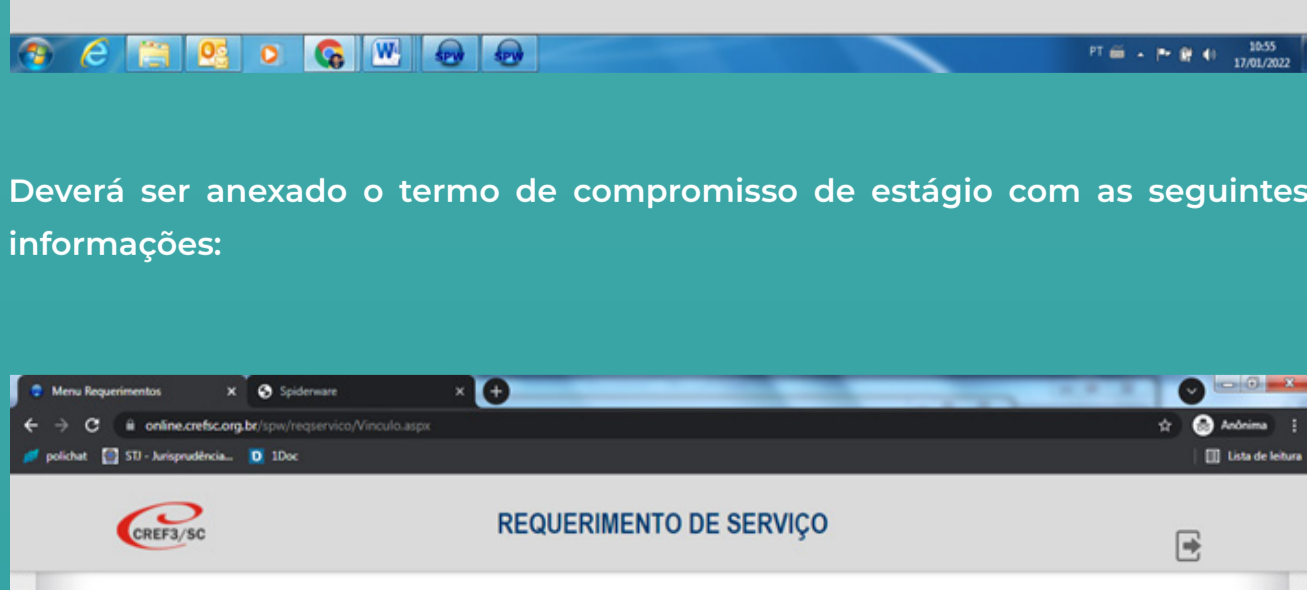 PT
10:55
17/01/2022
Deverá ser anexado o termo de compromisso de estágio com as seguintes
informações:
Menu Requerimentos
Spiderware
online.crefsc.org.br/spw/reqservico/Vinculo.aspx
Anônima
polichat
STJ - Jurisprudência...
D 1Doc
Lista de leitura
CREF3/SC
REQUERIMENTO DE SERVIÇO